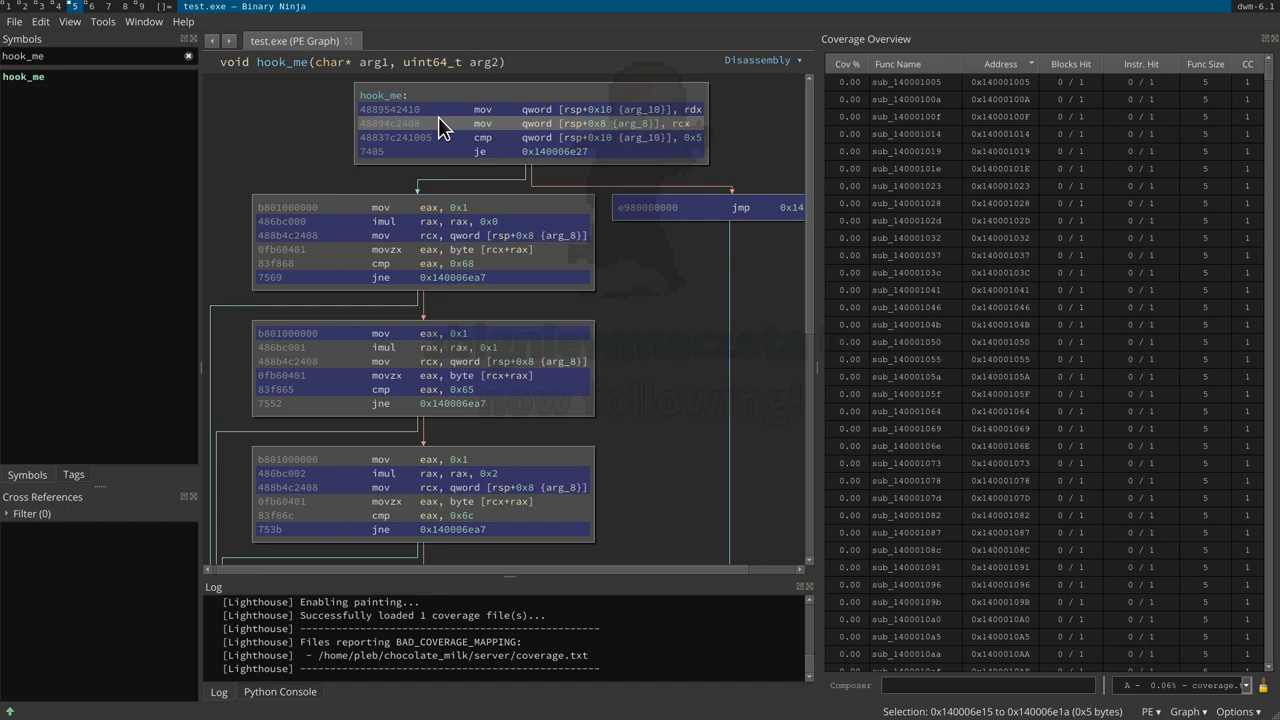 1 2 3 4 5 6 7 8 9 []= test.exe — Binary Ninja dwm-6.1
File Edit View Tools Window Help
Symbols
hook_me
hook_me
Symbols Tags
Cross References
Filter (0)
test.exe (PE Graph)
void hook_me(char* arg1, uint64_t arg2)
Disassembly
hook_me:
4889542410 mov qword [rsp+0x10 {arg_10}], rdx
48894c2408 mov qword [rsp+0x8 {arg_8}], rcx
48837c241005 cmp qword [rsp+0x10 {arg_10}], 0x5
7405 je 0x140006e27
b801000000 mov eax, 0x1
486bc000 imul rax, rax, 0x0
488b4c2408 mov rcx, qword [rsp+0x8 {arg_8}]
0fb60401 movzx eax, byte [rcx+rax]
83f868 cmp eax, 0x68
7569 jne 0x140006ea7
e980000000 jmp 0x14
b801000000 mov eax, 0x1
486bc001 imul rax, rax, 0x1
488b4c2408 mov rcx, qword [rsp+0x8 {arg_8}]
0fb60401 movzx eax, byte [rcx+rax]
83f865 cmp eax, 0x65
7552 jne 0x140006ea7
now following!
b801000000 mov eax, 0x1
486bc002 imul rax, rax, 0x2
488b4c2408 mov rcx, qword [rsp+0x8 {arg_8}]
0fb60401 movzx eax, byte [rcx+rax]
83f86c cmp eax, 0x6c
753b jne 0x140006ea7
Log
[Lighthouse] Enabling painting...
[Lighthouse] Successfully loaded 1 coverage file(s)...
[Lighthouse] ------------------------------------------------------
[Lighthouse] Files reporting BAD_COVERAGE_MAPPING:
[Lighthouse] - /home/pleb/chocolate_milk/server/coverage.txt
[Lighthouse] ------------------------------------------------------
Log Python Console
Coverage Overview
Cov % Func Name Address Blocks Hit Instr. Hit Func Size CC
0.00 sub_140001005 0x140001005 0 / 1 0 / 1 5 1
0.00 sub_14000100a 0x14000100A 0 / 1 0 / 1 5 1
0.00 sub_14000100f 0x14000100F 0 / 1 0 / 1 5 1
0.00 sub_140001014 0x140001014 0 / 1 0 / 1 5 1
0.00 sub_140001019 0x140001019 0 / 1 0 / 1 5 1
0.00 sub_14000101e 0x14000101E 0 / 1 0 / 1 5 1
0.00 sub_140001023 0x140001023 0 / 1 0 / 1 5 1
0.00 sub_140001028 0x140001028 0 / 1 0 / 1 5 1
0.00 sub_14000102d 0x14000102D 0 / 1 0 / 1 5 1
0.00 sub_140001032 0x140001032 0 / 1 0 / 1 5 1
0.00 sub_140001037 0x140001037 0 / 1 0 / 1 5 1
0.00 sub_14000103c 0x14000103C 0 / 1 0 / 1 5 1
0.00 sub_140001041 0x140001041 0 / 1 0 / 1 5 1
0.00 sub_140001046 0x140001046 0 / 1 0 / 1 5 1
0.00 sub_14000104b 0x14000104B 0 / 1 0 / 1 5 1
0.00 sub_140001050 0x140001050 0 / 1 0 / 1 5 1
0.00 sub_140001055 0x140001055 0 / 1 0 / 1 5 1
0.00 sub_14000105a 0x14000105A 0 / 1 0 / 1 5 1
0.00 sub_14000105f 0x14000105F 0 / 1 0 / 1 5 1
0.00 sub_140001064 0x140001064 0 / 1 0 / 1 5 1
0.00 sub_140001069 0x140001069 0 / 1 0 / 1 5 1
0.00 sub_14000106e 0x14000106E 0 / 1 0 / 1 5 1
0.00 sub_140001073 0x140001073 0 / 1 0 / 1 5 1
0.00 sub_140001078 0x140001078 0 / 1 0 / 1 5 1
0.00 sub_14000107d 0x14000107D 0 / 1 0 / 1 5 1
0.00 sub_140001082 0x140001082 0 / 1 0 / 1 5 1
0.00 sub_140001087 0x140001087 0 / 1 0 / 1 5 1
0.00 sub_14000108c 0x14000108C 0 / 1 0 / 1 5 1
0.00 sub_140001091 0x140001091 0 / 1 0 / 1 5 1
0.00 sub_140001096 0x140001096 0 / 1 0 / 1 5 1
0.00 sub_14000109b 0x14000109B 0 / 1 0 / 1 5 1
0.00 sub_1400010a0 0x1400010A0 0 / 1 0 / 1 5 1
0.00 sub_1400010a5 0x1400010A5 0 / 1 0 / 1 5 1
0.00 sub_1400010aa 0x1400010AA 0 / 1 0 / 1 5 1
Composer A - 0.06% - coverage.t
Selection: 0x140006e15 to 0x140006e1a (0x5 bytes) PE Graph Options